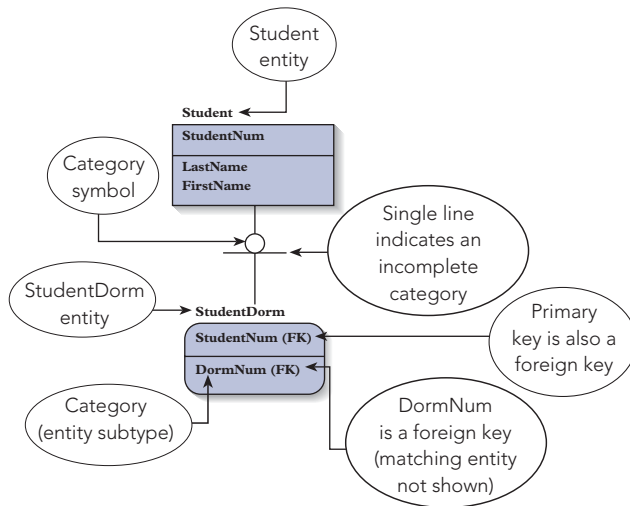 Student
entity
Student
StudentNum
LastName
FirstName
Category
symbol
Single line
indicates an
incomplete
category
StudentDorm
entity
StudentDorm
StudentNum (FK)
DormNum (FK)
Primary
key is also a
foreign key
Category
(entity subtype)
DormNum
is a foreign key
(matching entity
not shown)